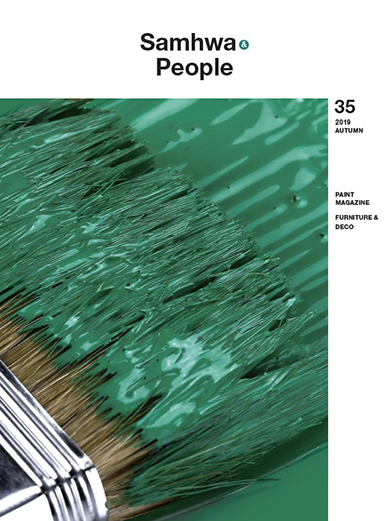 Samhwa &
People
35
2019
AUTUMN
PAINT
MAGAZINE
FURNITURE &
DECO